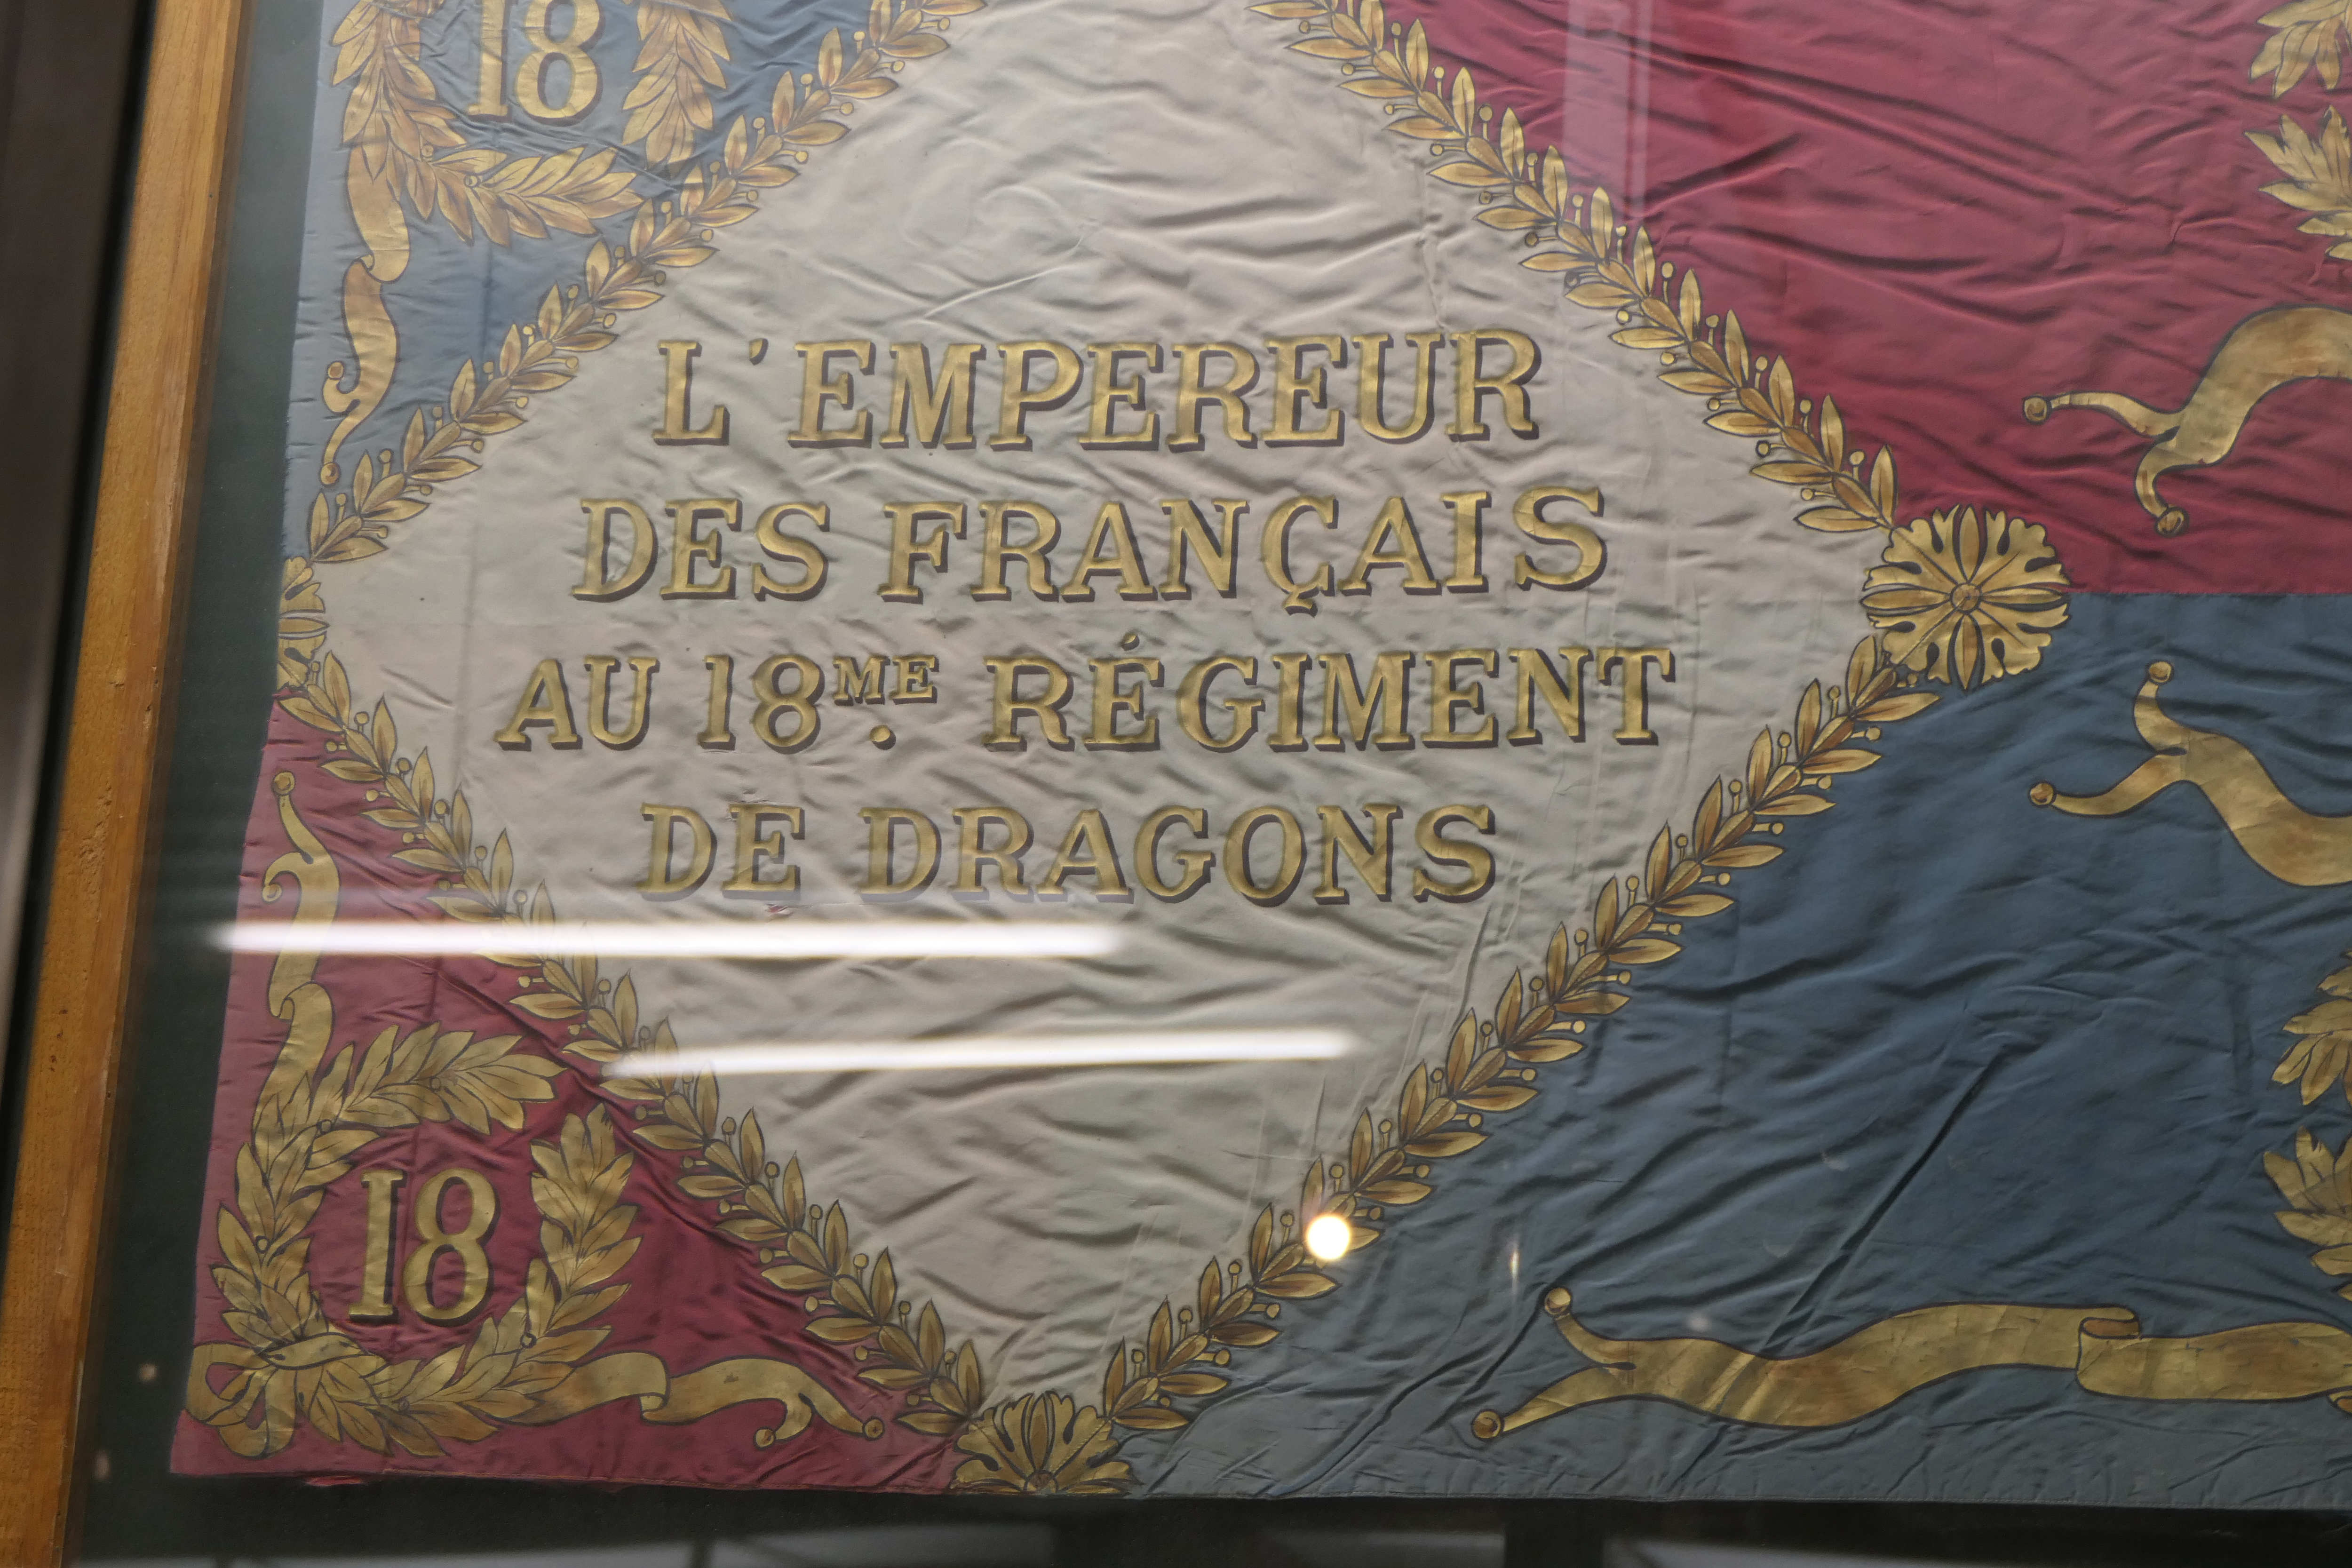 18
L'EMPEREUR
DES FRANÇAIS
AU 18ME. RÉGIMENT
DE DRAGONS
18